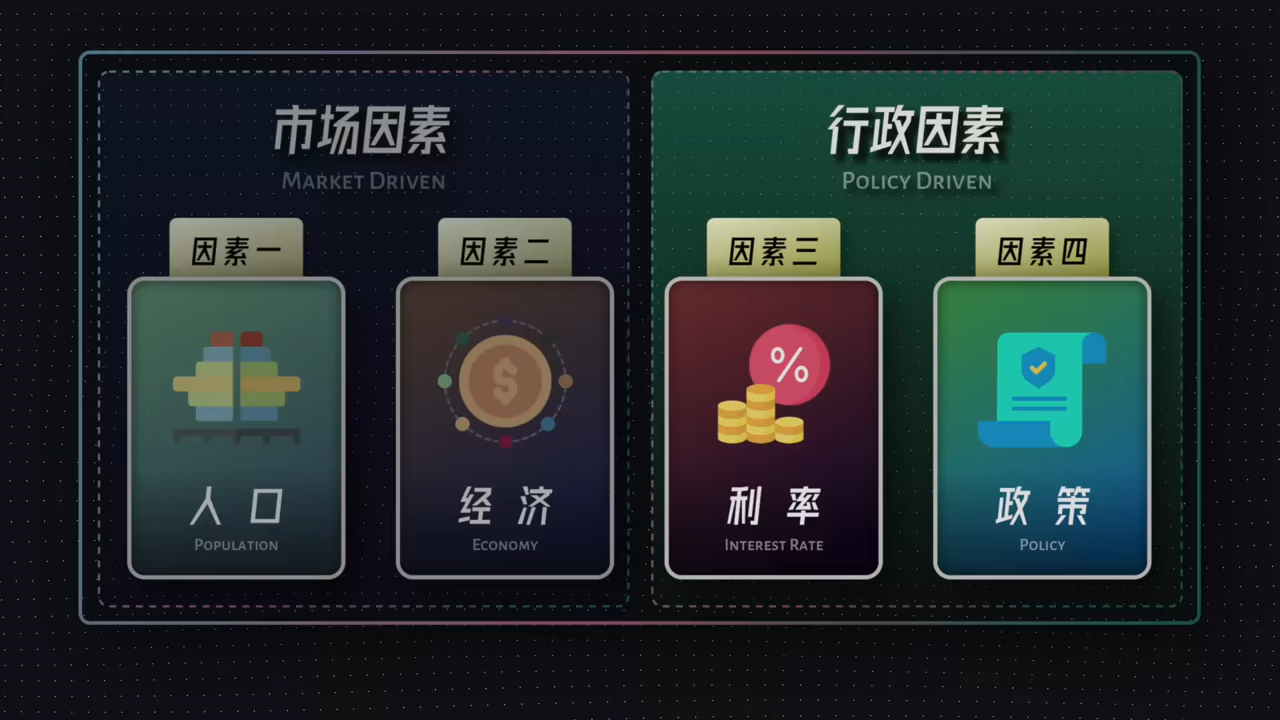 市场因素
MARKET DRIVEN
行政因素
POLICY DRIVEN
因素一
因素二
因素三
因素四
$
%
人口
POPULATION
经济
ECONOMY
利率
INTEREST RATE
政策
POLICY